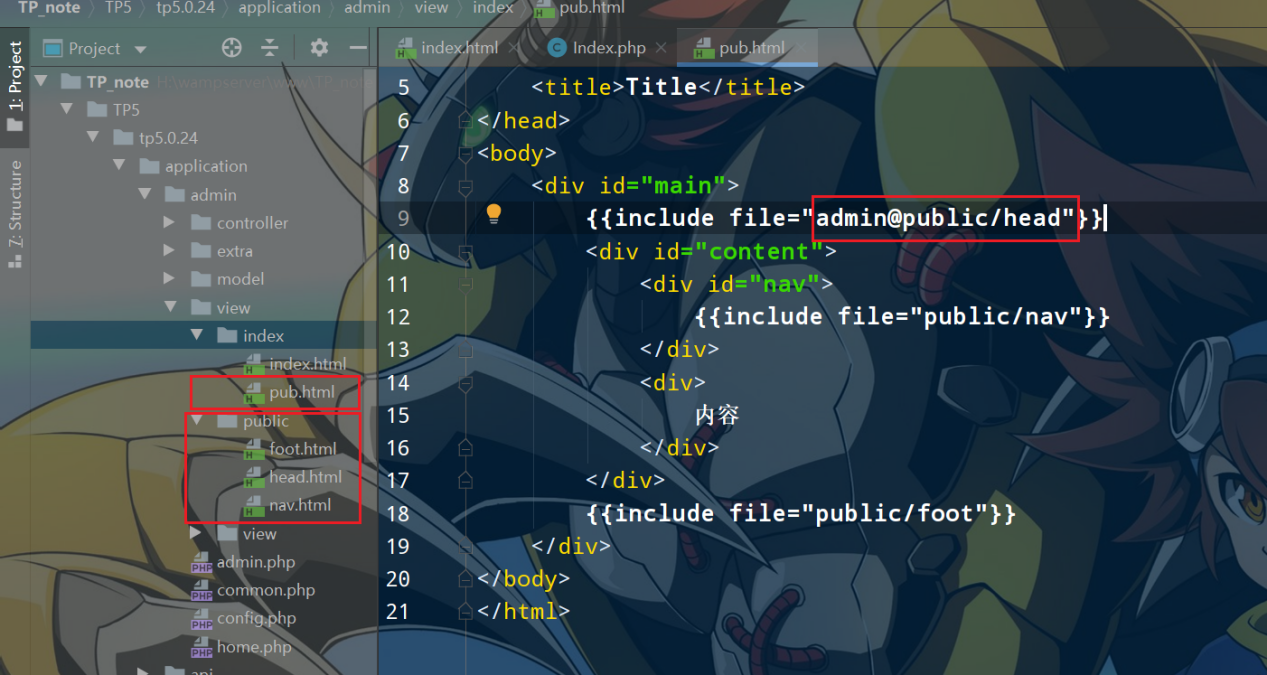 TP_note 〉 TP5 〉 tp5.0.24 〉 application 〉 admin 〉 view 〉 index 〉 pub.html
1: Project
Z: Structure
Project
index.html
Index.php
pub.html
TP_note H:\wampserver\www\TP_note
TP5
tp5.0.24
application
admin
controller
extra
model
view
index
index.html
pub.html
public
foot.html
head.html
nav.html
view
admin.php
common.php
config.php
home.php
api
5 <title>Title</title>
6 </head>
7 <body>
8 <div id="main">
9 {{include file="admin@public/head"}}
10 <div id="content">
11 <div id="nav">
12 {{include file="public/nav"}}
13 </div>
14 <div>
15 内容
16 </div>
17 </div>
18 {{include file="public/foot"}}
19 </div>
20 </body>
21 </html>